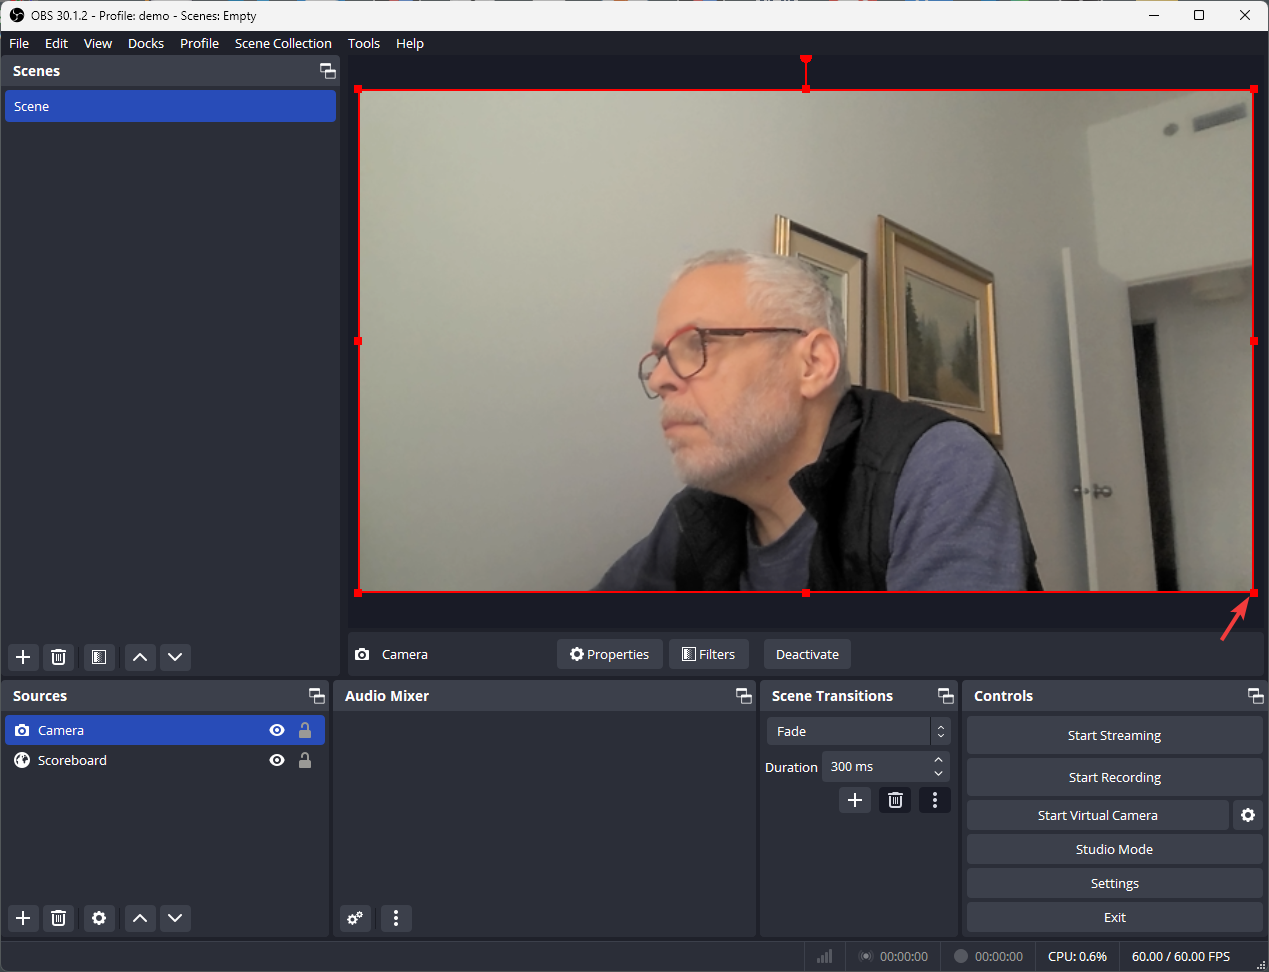 OBS 30.1.2 - Profile: demo - Scenes: Empty
File Edit View Docks Profile Scene Collection Tools Help
Scenes
Scene
Camera Properties Filters Deactivate
Sources
Camera
Scoreboard
Audio Mixer
Scene Transitions
Fade
Duration 300 ms
Controls
Start Streaming
Start Recording
Start Virtual Camera
Studio Mode
Settings
Exit
00:00:00 00:00:00 CPU: 0.6% 60.00 / 60.00 FPS